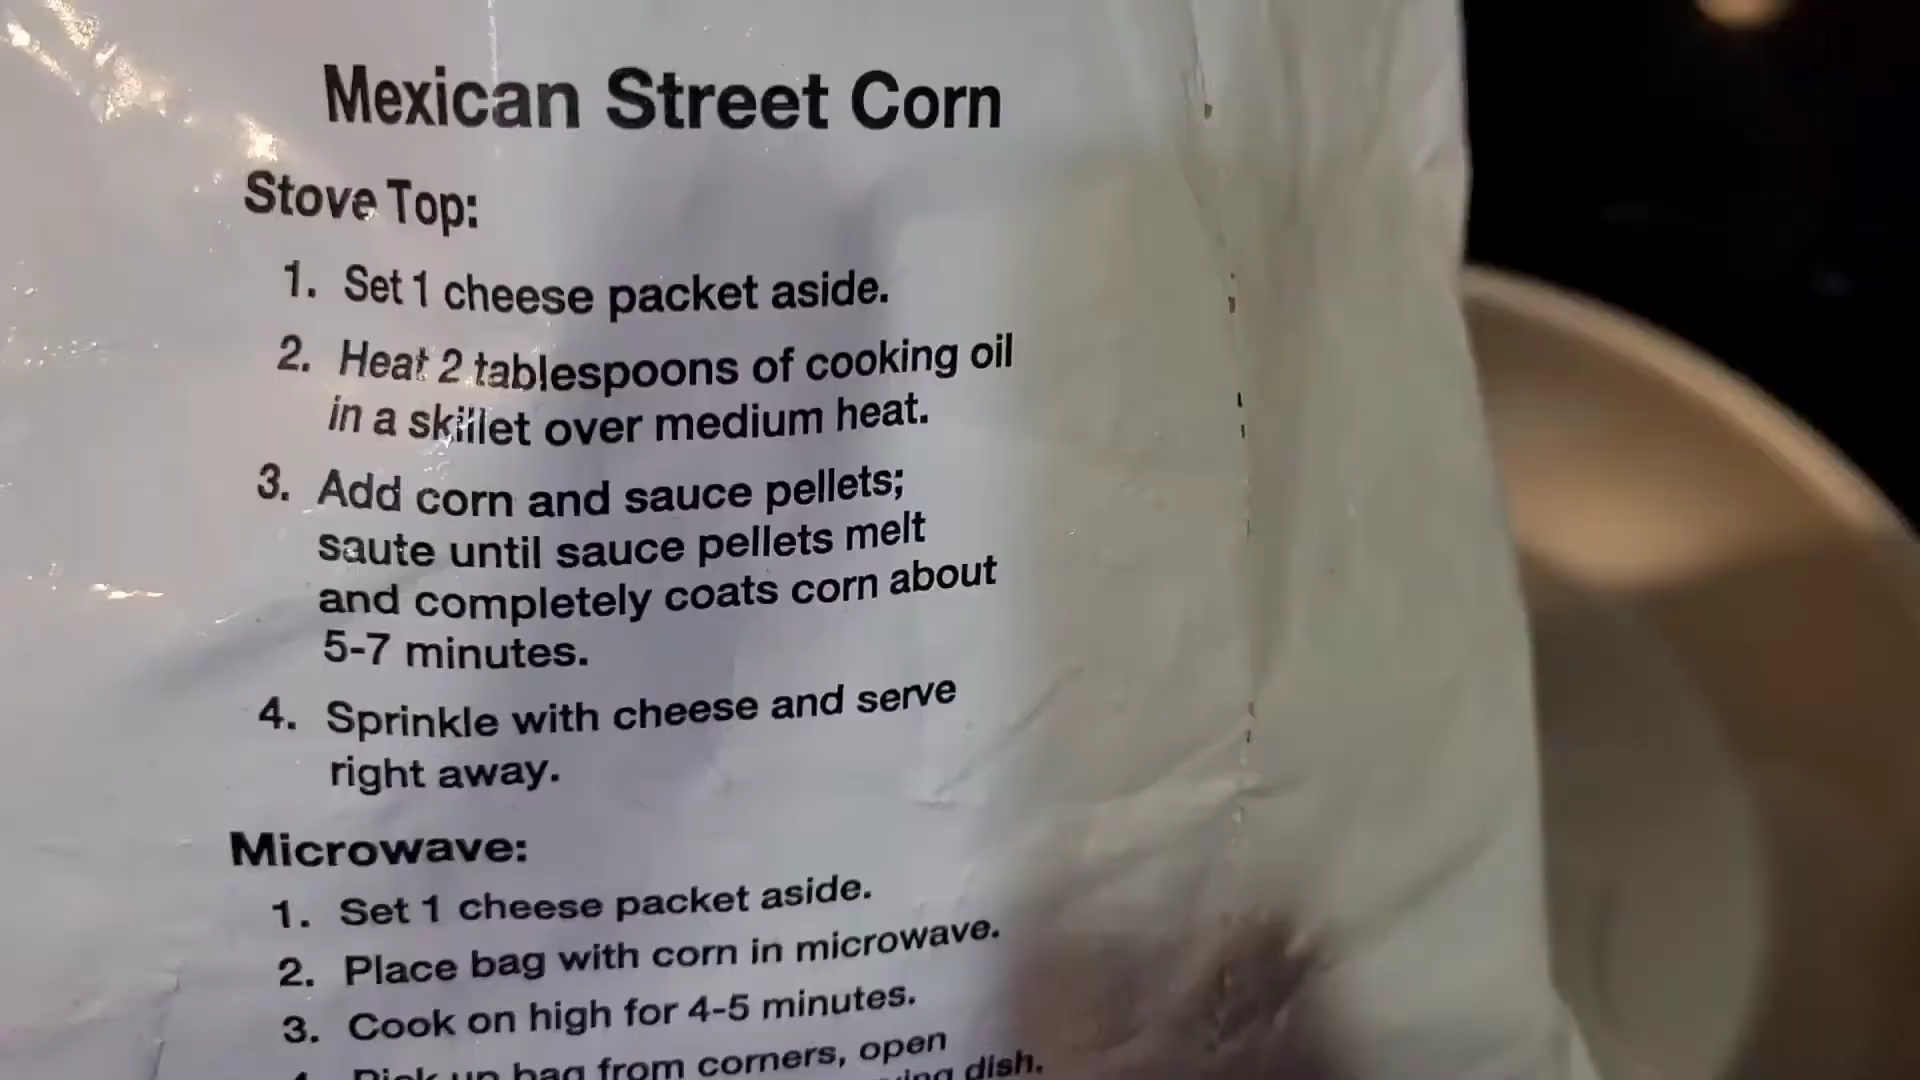 Mexican Street Corn
Stove Top:
1. Set 1 cheese packet aside.
2. Heat 2 tablespoons of cooking oil
in a skillet over medium heat.
3. Add corn and sauce pellets;
saute until sauce pellets melt
and completely coats corn about
5-7 minutes.
4. Sprinkle with cheese and serve
right away.
Microwave:
1. Set 1 cheese packet aside.
2. Place bag with corn in microwave.
3. Cook on high for 4-5 minutes.
Pick up bag from corners, open
dish.